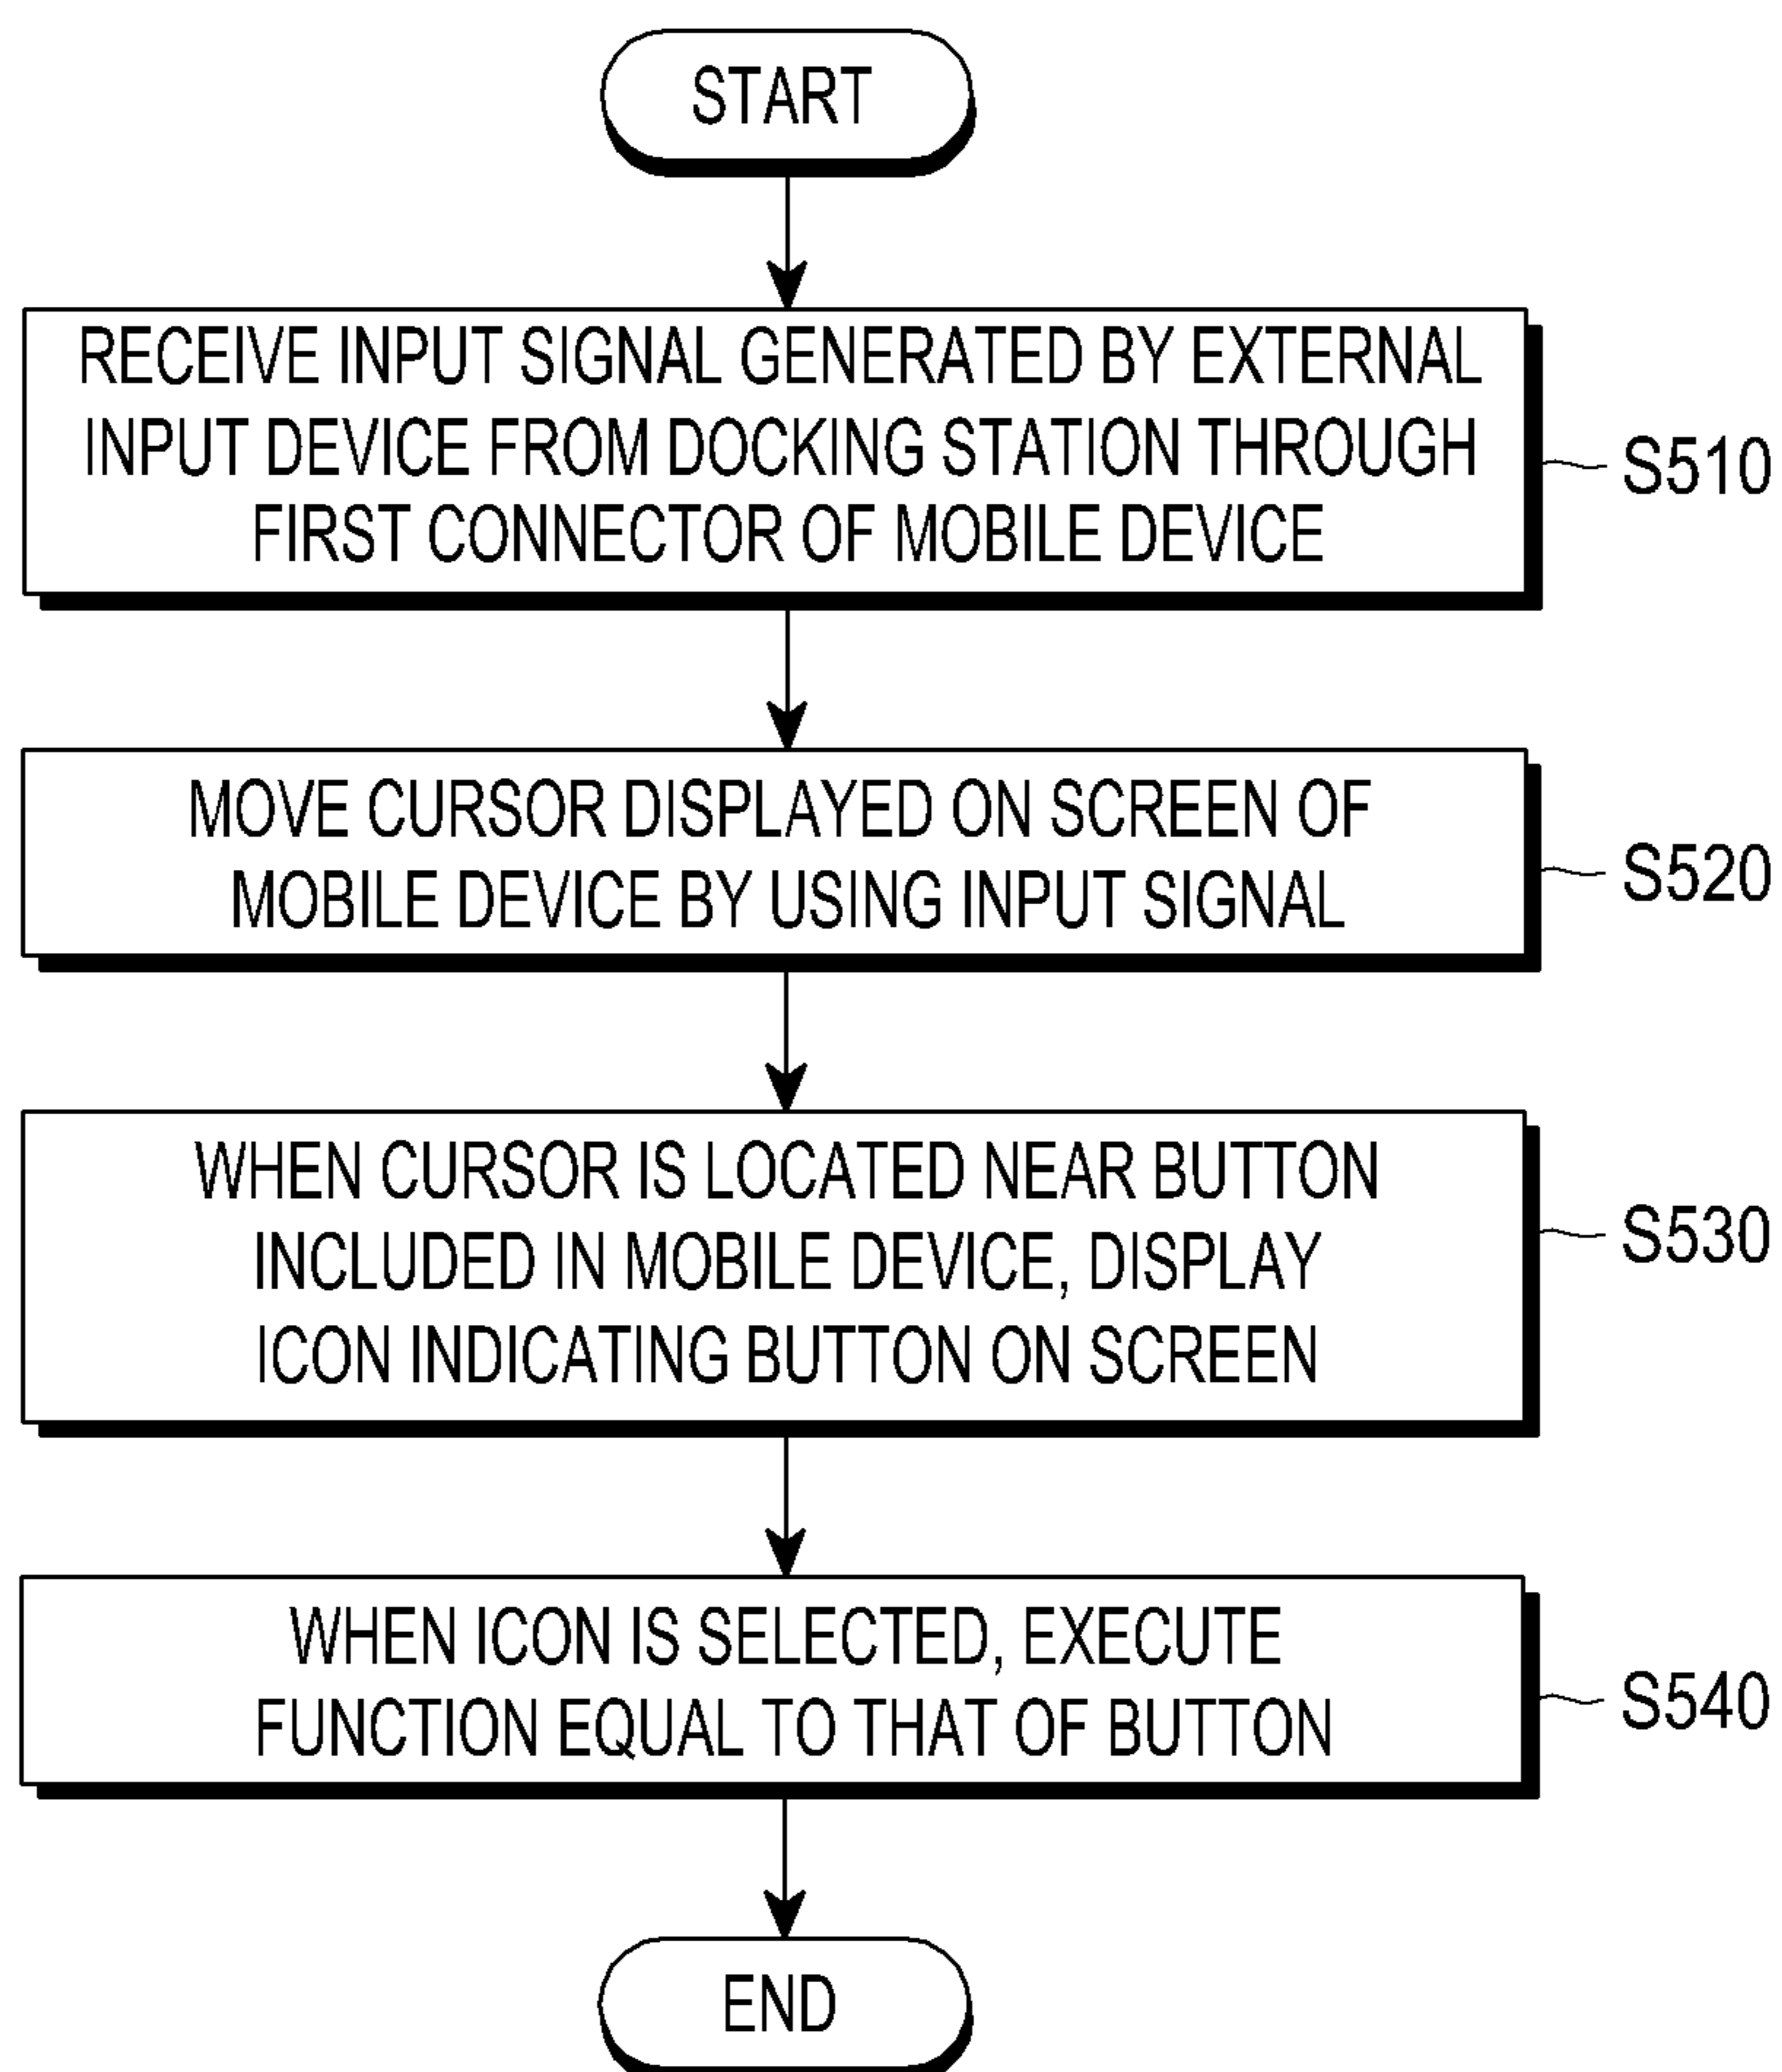 START
RECEIVE INPUT SIGNAL GENERATED BY EXTERNAL
INPUT DEVICE FROM DOCKING STATION THROUGH
FIRST CONNECTOR OF MOBILE DEVICE
S510
MOVE CURSOR DISPLAYED ON SCREEN OF
MOBILE DEVICE BY USING INPUT SIGNAL
S520
WHEN CURSOR IS LOCATED NEAR BUTTON
INCLUDED IN MOBILE DEVICE, DISPLAY
ICON INDICATING BUTTON ON SCREEN
S530
WHEN ICON IS SELECTED, EXECUTE
FUNCTION EQUAL TO THAT OF BUTTON
S540
END